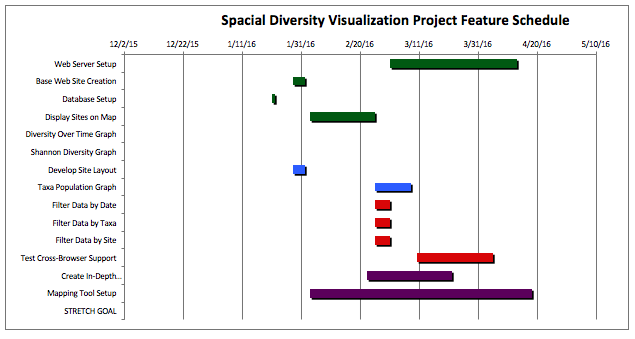 Spacial Diversity Visualization Project Feature Schedule
12/2/15 12/22/15 1/11/16 1/31/16 2/20/16 3/11/16 3/31/16 4/20/16 5/10/16
Web Server Setup
Base Web Site Creation
Database Setup
Display Sites on Map
Diversity Over Time Graph
Shannon Diversity Graph
Develop Site Layout
Taxa Population Graph
Filter Data by Date
Filter Data by Taxa
Filter Data by Site
Test Cross-Browser Support
Create In-Depth...
Mapping Tool Setup
STRETCH GOAL